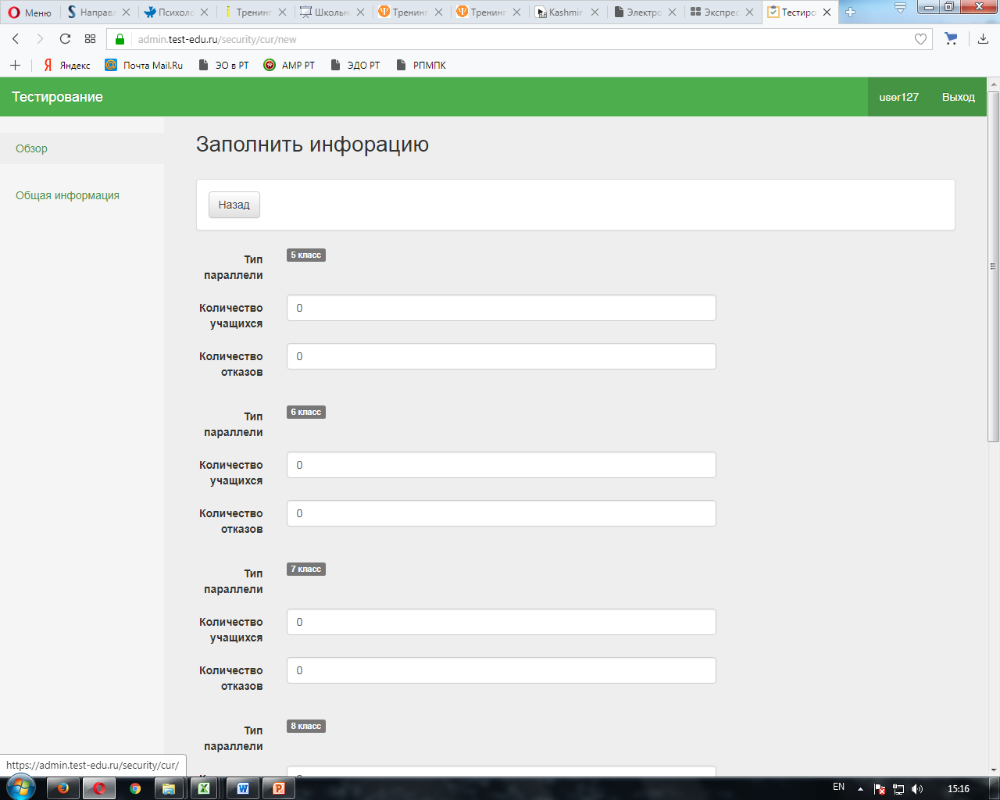 Меню
Направл
Психоло
Тренинг
Школьна
Тренинг
Тренинг
Kashmir
Электро
Экспрес
Тестиро
admin.test-edu.ru/security/cur/new
Яндекс
Почта Mail.Ru
ЭО в РТ
АМР РТ
ЭДО РТ
РПМПК
Тестирование
user127
Выход
Обзор
Общая информация
Заполнить инфорацию
Назад
Тип
параллели
5 класс
Количество
учащихся
0
Количество
отказов
0
Тип
параллели
6 класс
Количество
учащихся
0
Количество
отказов
0
Тип
параллели
7 класс
Количество
учащихся
0
Количество
отказов
0
Тип
параллели
8 класс
https://admin.test-edu.ru/security/cur/
EN
15:16